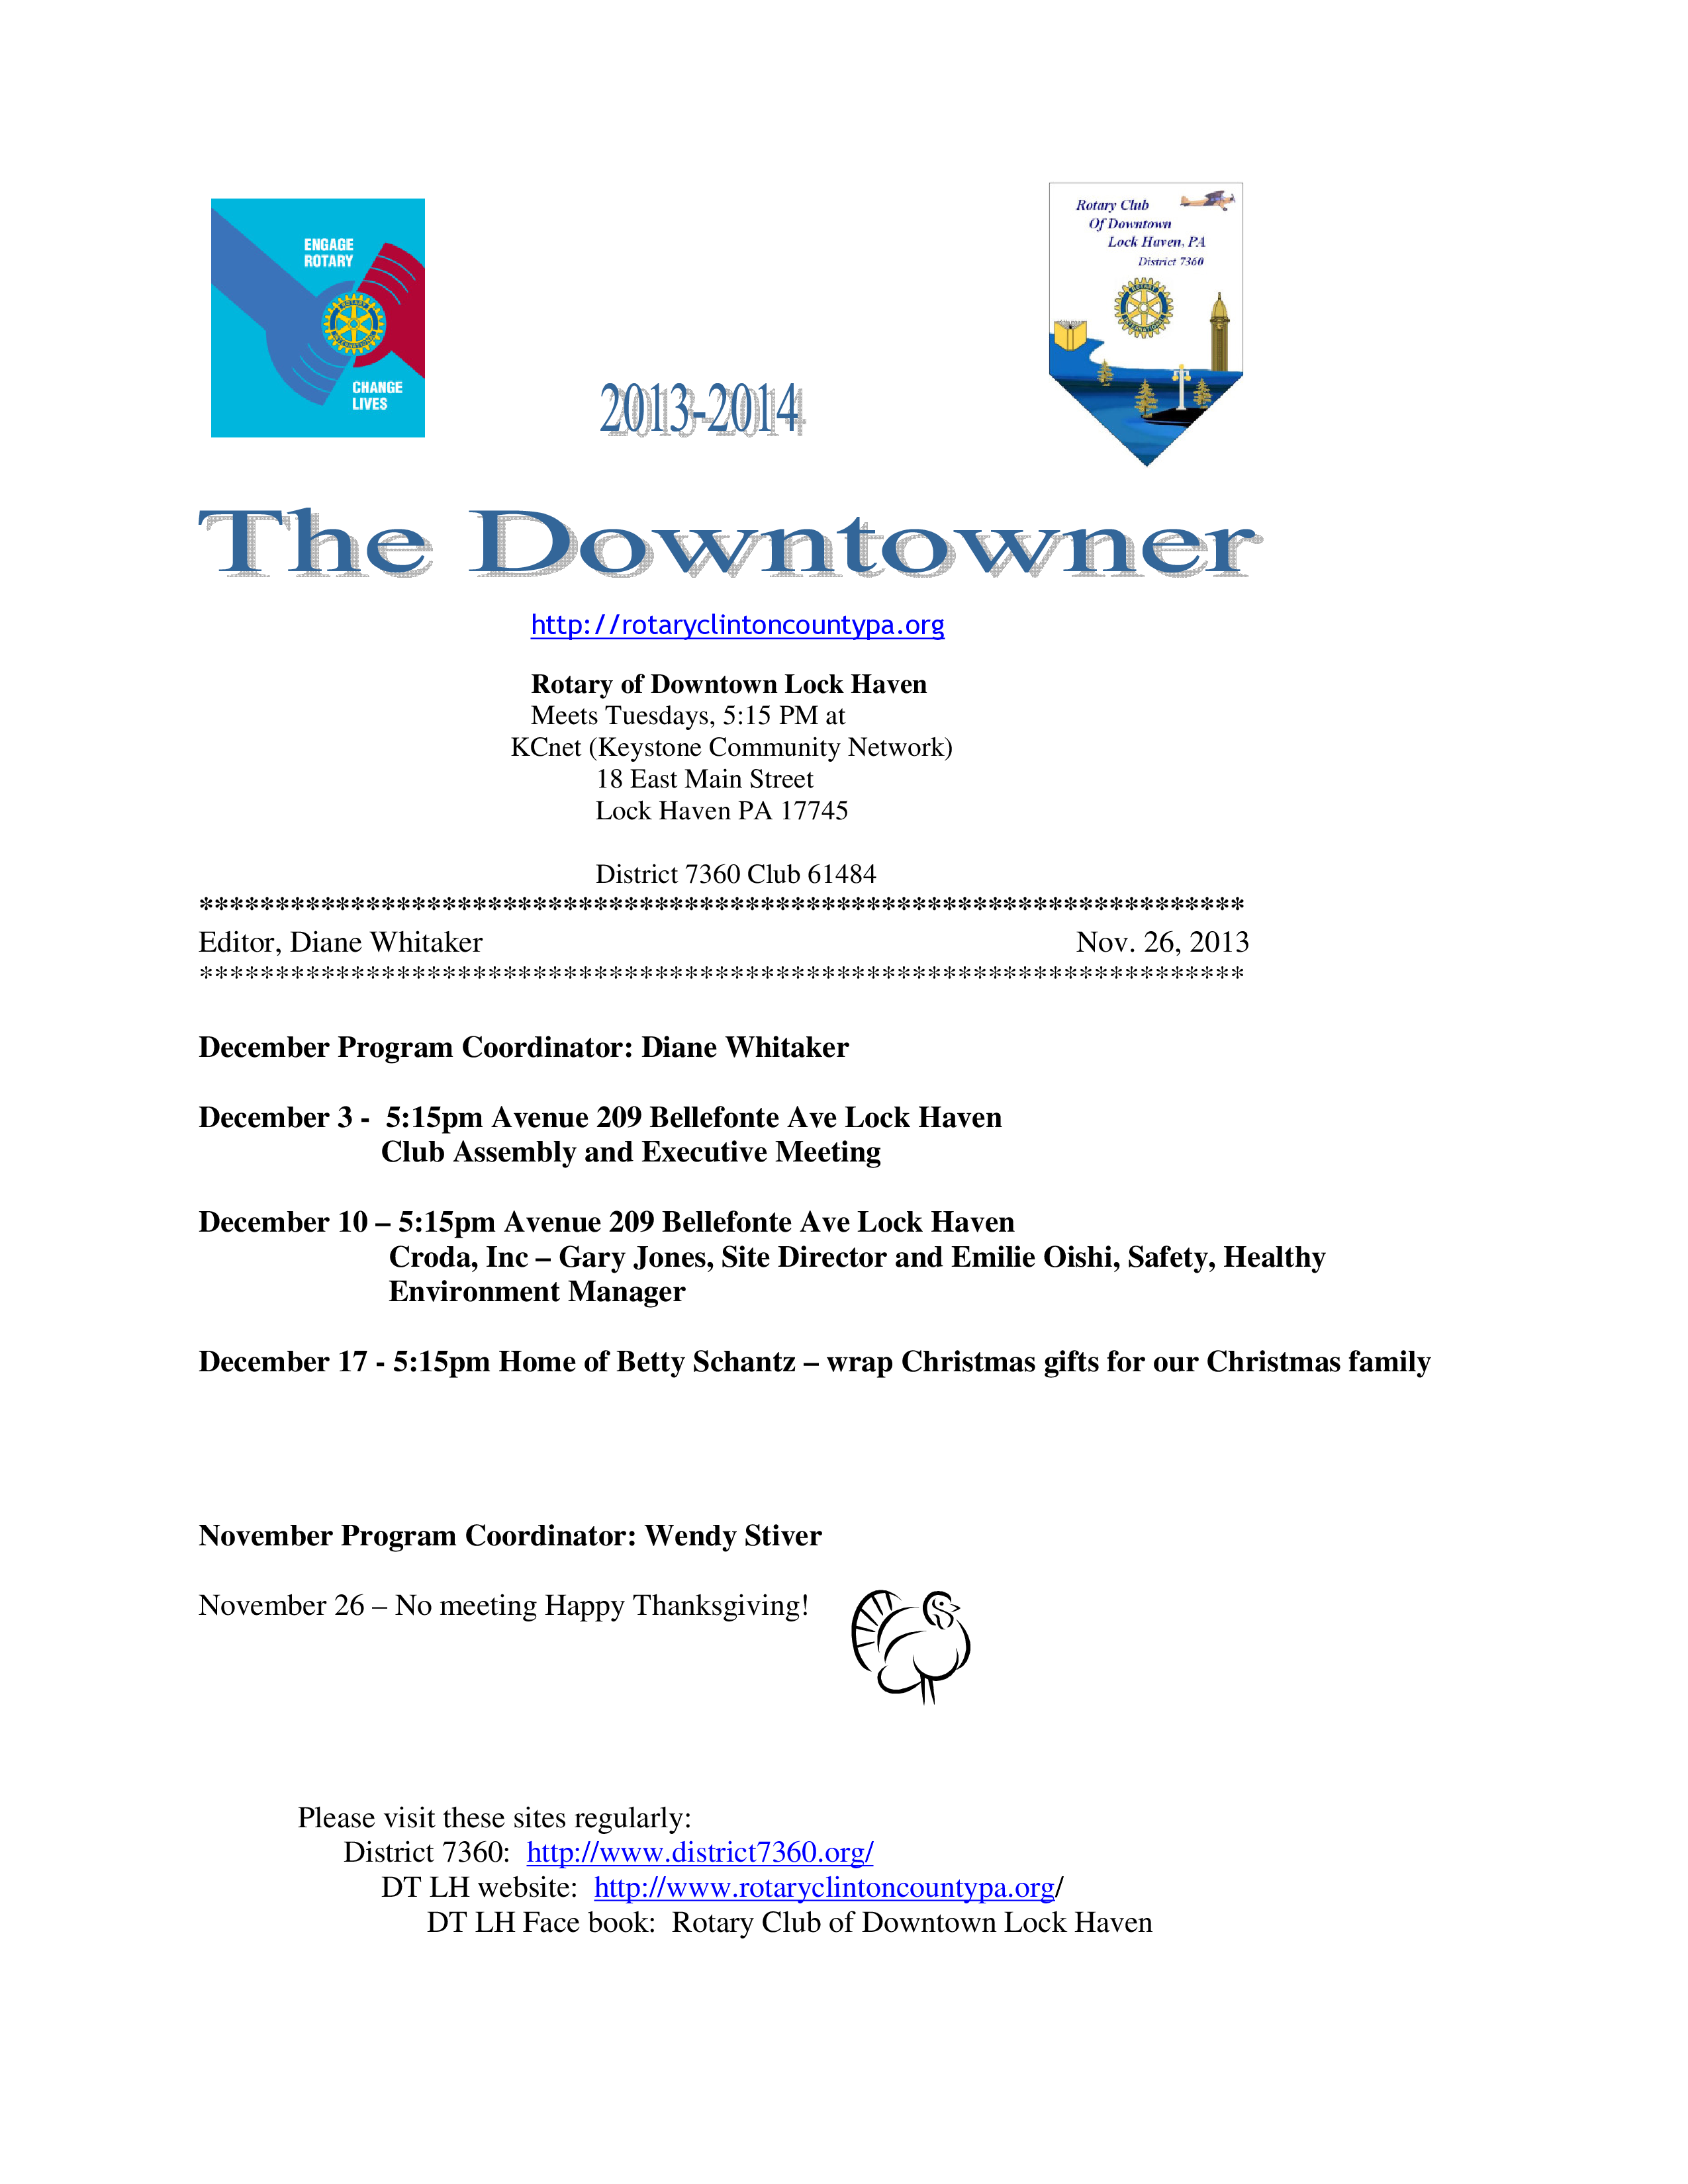 ENGAGE
ROTARY
CHANGE
LIVES
Rotary Club
Of Downtown
Lock Haven, PA
District 7360
ROTARY
INTERNATIONAL
2013-2014
The Downtowner
http://rotaryclintoncountypa.org
Rotary of Downtown Lock Haven
Meets Tuesdays, 5:15 PM at
KCnet (Keystone Community Network)
18 East Main Street
Lock Haven PA 17745
District 7360 Club 61484
*********************************************************************
Editor, Diane Whitaker Nov. 26, 2013
*********************************************************************
December Program Coordinator: Diane Whitaker
December 3 - 5:15pm Avenue 209 Bellefonte Ave Lock Haven
Club Assembly and Executive Meeting
December 10 – 5:15pm Avenue 209 Bellefonte Ave Lock Haven
Croda, Inc – Gary Jones, Site Director and Emilie Oishi, Safety, Healthy
Environment Manager
December 17 - 5:15pm Home of Betty Schantz – wrap Christmas gifts for our Christmas family
November Program Coordinator: Wendy Stiver
November 26 – No meeting Happy Thanksgiving!
Please visit these sites regularly:
District 7360: http://www.district7360.org/
DT LH website: http://www.rotaryclintoncountypa.org/
DT LH Face book: Rotary Club of Downtown Lock Haven